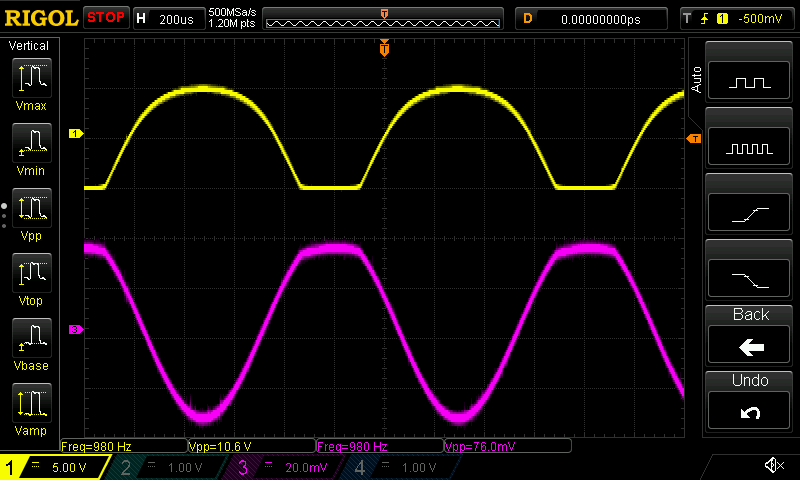 RIGOL STOP H 200us 500MSa/s 1.20M pts T D 0.00000000ps T 1 -500mV
Vertical
Vmax
Vmin
Vpp
Vtop
Vbase
Vamp
T
1
3
T
Auto
Back
Undo
Freq=980 Hz Vpp=10.6 V Freq=980 Hz Vpp=76.0mV
1 5.00 V 2 1.00 V 3 20.0mV 4 1.00 V